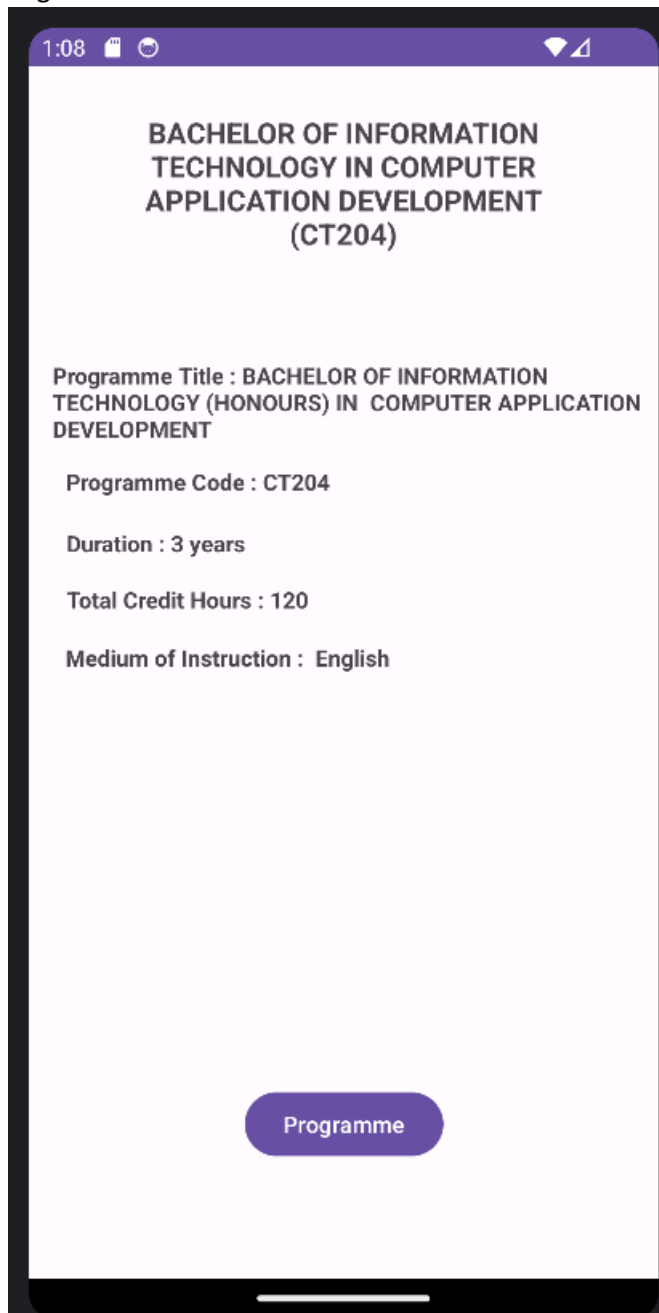 1:08
BACHELOR OF INFORMATION
TECHNOLOGY IN COMPUTER
APPLICATION DEVELOPMENT
(CT204)
Programme Title : BACHELOR OF INFORMATION
TECHNOLOGY (HONOURS) IN  COMPUTER APPLICATION
DEVELOPMENT
Programme Code : CT204
Duration : 3 years
Total Credit Hours : 120
Medium of Instruction :  English
Programme